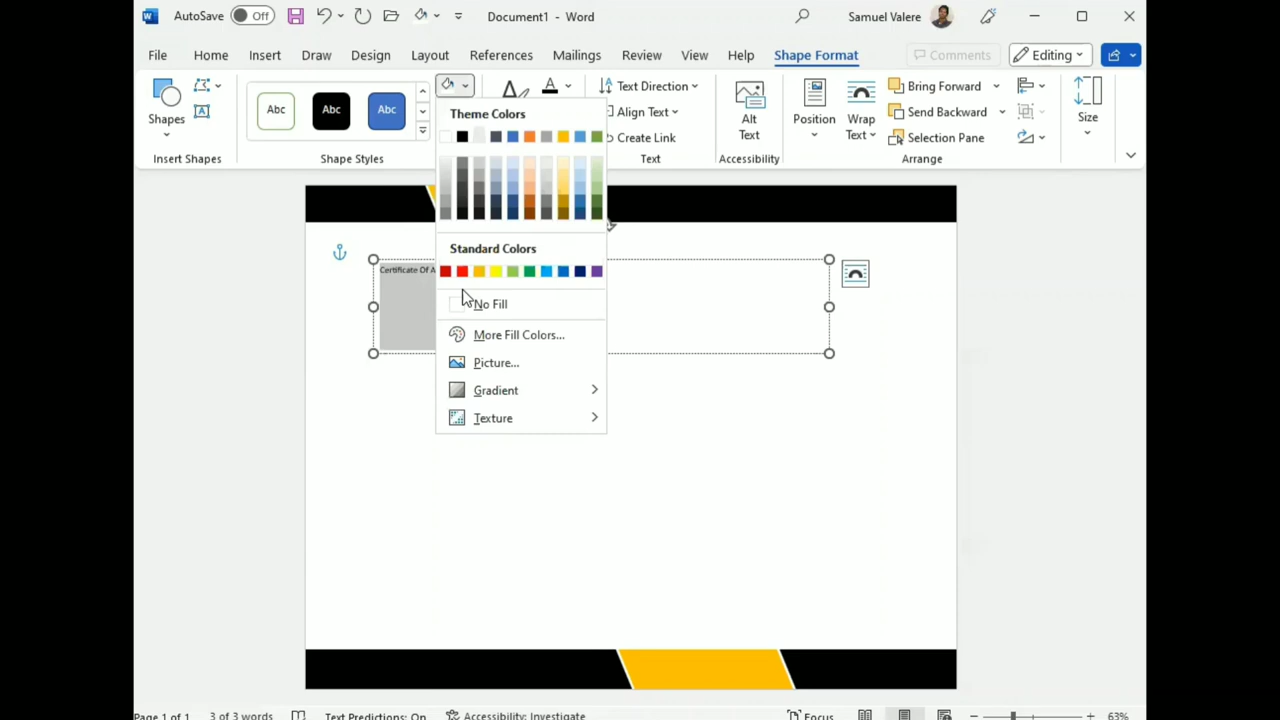 AutoSave Off Document1 - Word Samuel Valere
File Home Insert Draw Design Layout References Mailings Review View Help Shape Format Comments Editing
Shapes
Insert Shapes
Abc Abc Abc
Shape Styles
A A
Text Direction
Align Text
Create Link
Text
Alt
Text
Accessibility
Position
Wrap
Text
Bring Forward
Send Backward
Selection Pane
Arrange
Size
Theme Colors
Standard Colors
No Fill
More Fill Colors...
Picture...
Gradient
Texture
Certificate Of A
Page 1 of 1 3 of 3 words Text Predictions: On Accessibility: Investigate Focus 63%